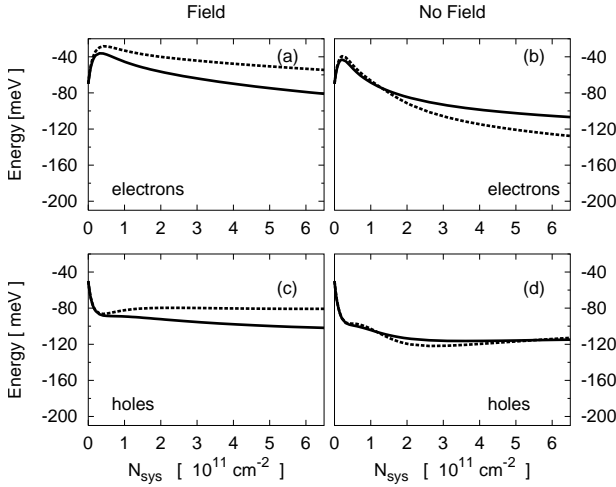 Field No Field
(a) (b)
-40 -40
-80 -80
-120 -120
-160 -160
-200 -200
Energy [meV]
electrons electrons
0 1 2 3 4 5 6 0 1 2 3 4 5 6
(c) (d)
-40 -40
-80 -80
-120 -120
-160 -160
-200 -200
Energy [ meV ]
holes holes
0 1 2 3 4 5 6 0 1 2 3 4 5 6
N_sys [ 10^11 cm^-2 ] N_sys [ 10^11 cm^-2 ]